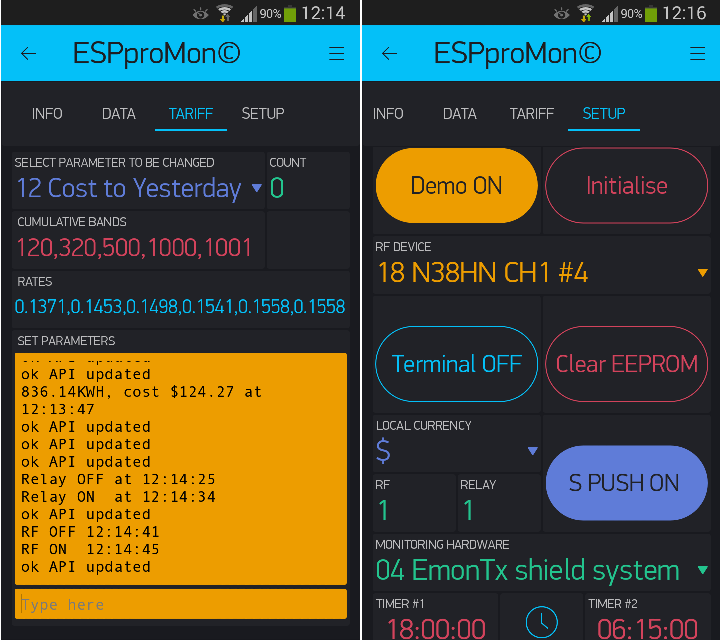 90% 12:14
ESPproMon©
INFO DATA TARIFF SETUP
SELECT PARAMETER TO BE CHANGED
COUNT
12 Cost to Yesterday
0
CUMULATIVE BANDS
120,320,500,1000,1001
RATES
0.1371,0.1453,0.1498,0.1541,0.1558,0.1558
SET PARAMETERS
ok API updated
ok API updated
836.14KWH, cost $124.27 at
12:13:47
ok API updated
ok API updated
ok API updated
Relay OFF at 12:14:25
Relay ON at 12:14:34
ok API updated
RF OFF 12:14:41
RF ON 12:14:45
ok API updated
Type here
90% 12:16
ESPproMon©
INFO DATA TARIFF SETUP
Demo ON
Initialise
RF DEVICE
18 N38HN CH1 #4
Terminal OFF
Clear EEPROM
LOCAL CURRENCY
$
S PUSH ON
RF
RELAY
1
1
MONITORING HARDWARE
04 EmonTx shield system
TIMER #1
TIMER #2
18:00:00
06:15:00